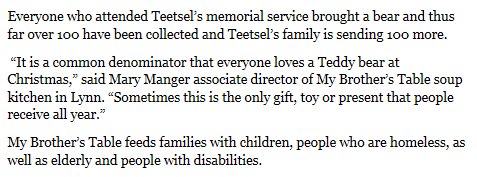 Everyone who attended Teetsel’s memorial service brought a bear and thus
far over 100 have been collected and Teetsel’s family is sending 100 more.
“It is a common denominator that everyone loves a Teddy bear at
Christmas,” said Mary Manger associate director of My Brother’s Table soup
kitchen in Lynn. “Sometimes this is the only gift, toy or present that people
receive all year.”
My Brother’s Table feeds families with children, people who are homeless, as
well as elderly and people with disabilities.